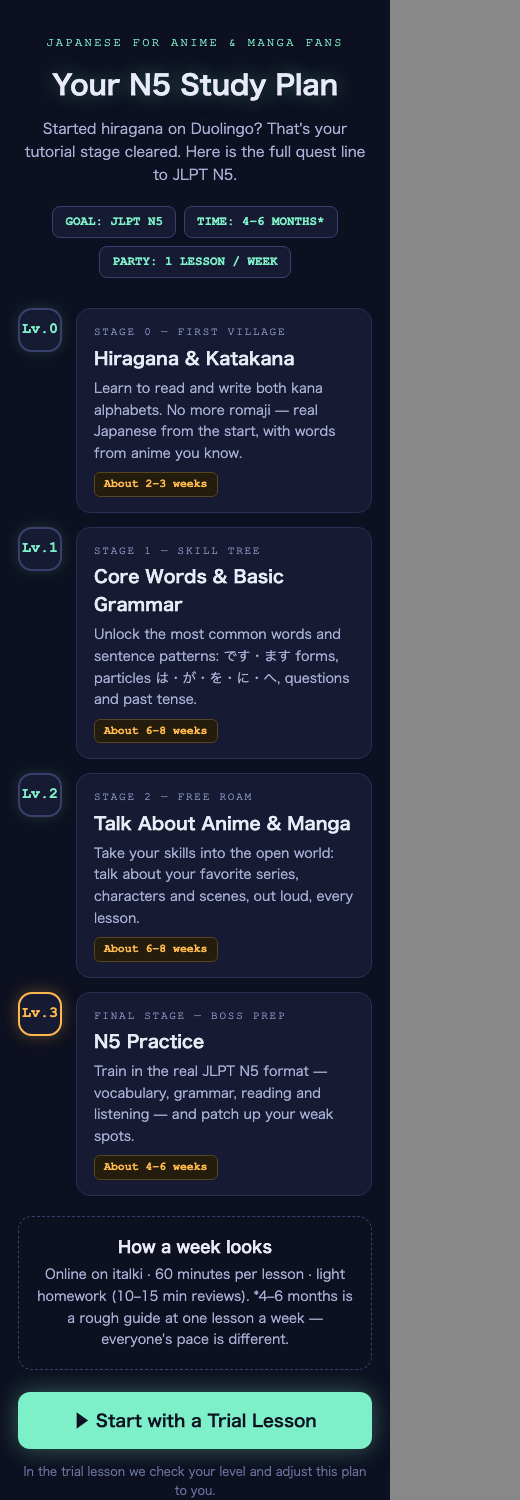 JAPANESE FOR ANIME & MANGA FANS
Your N5 Study Plan
Started hiragana on Duolingo? That's your
tutorial stage cleared. Here is the full quest line
to JLPT N5.
GOAL: JLPT N5
TIME: 4–6 MONTHS*
PARTY: 1 LESSON / WEEK
Lv.0
STAGE 0 — FIRST VILLAGE
Hiragana & Katakana
Learn to read and write both kana
alphabets. No more romaji — real
Japanese from the start, with words
from anime you know.
About 2–3 weeks
Lv.1
STAGE 1 — SKILL TREE
Core Words & Basic
Grammar
Unlock the most common words and
sentence patterns: です・ます forms,
particles は・が・を・に・へ, questions
and past tense.
About 6–8 weeks
Lv.2
STAGE 2 — FREE ROAM
Talk About Anime & Manga
Take your skills into the open world:
talk about your favorite series,
characters and scenes, out loud, every
lesson.
About 6–8 weeks
Lv.3
FINAL STAGE — BOSS PREP
N5 Practice
Train in the real JLPT N5 format —
vocabulary, grammar, reading and
listening — and patch up your weak
spots.
About 4–6 weeks
How a week looks
Online on italki · 60 minutes per lesson · light
homework (10–15 min reviews). *4–6 months is
a rough guide at one lesson a week —
everyone's pace is different.
▶ Start with a Trial Lesson
In the trial lesson we check your level and adjust this plan
to you.